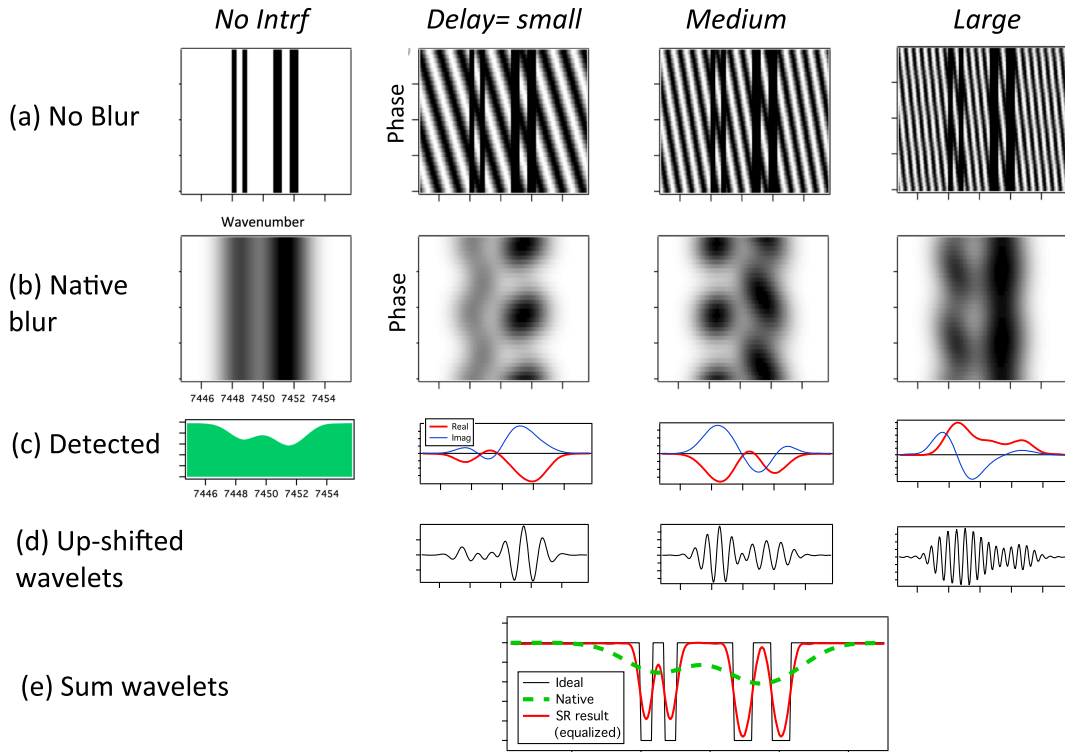 No Intrf
Delay= small
Medium
Large
(a) No Blur
Phase
Wavenumber
(b) Native
blur
Phase
7446 7448 7450 7452 7454
(c) Detected
Real
Imag
7446 7448 7450 7452 7454
(d) Up-shifted
wavelets
(e) Sum wavelets
Ideal
Native
SR result
(equalized)